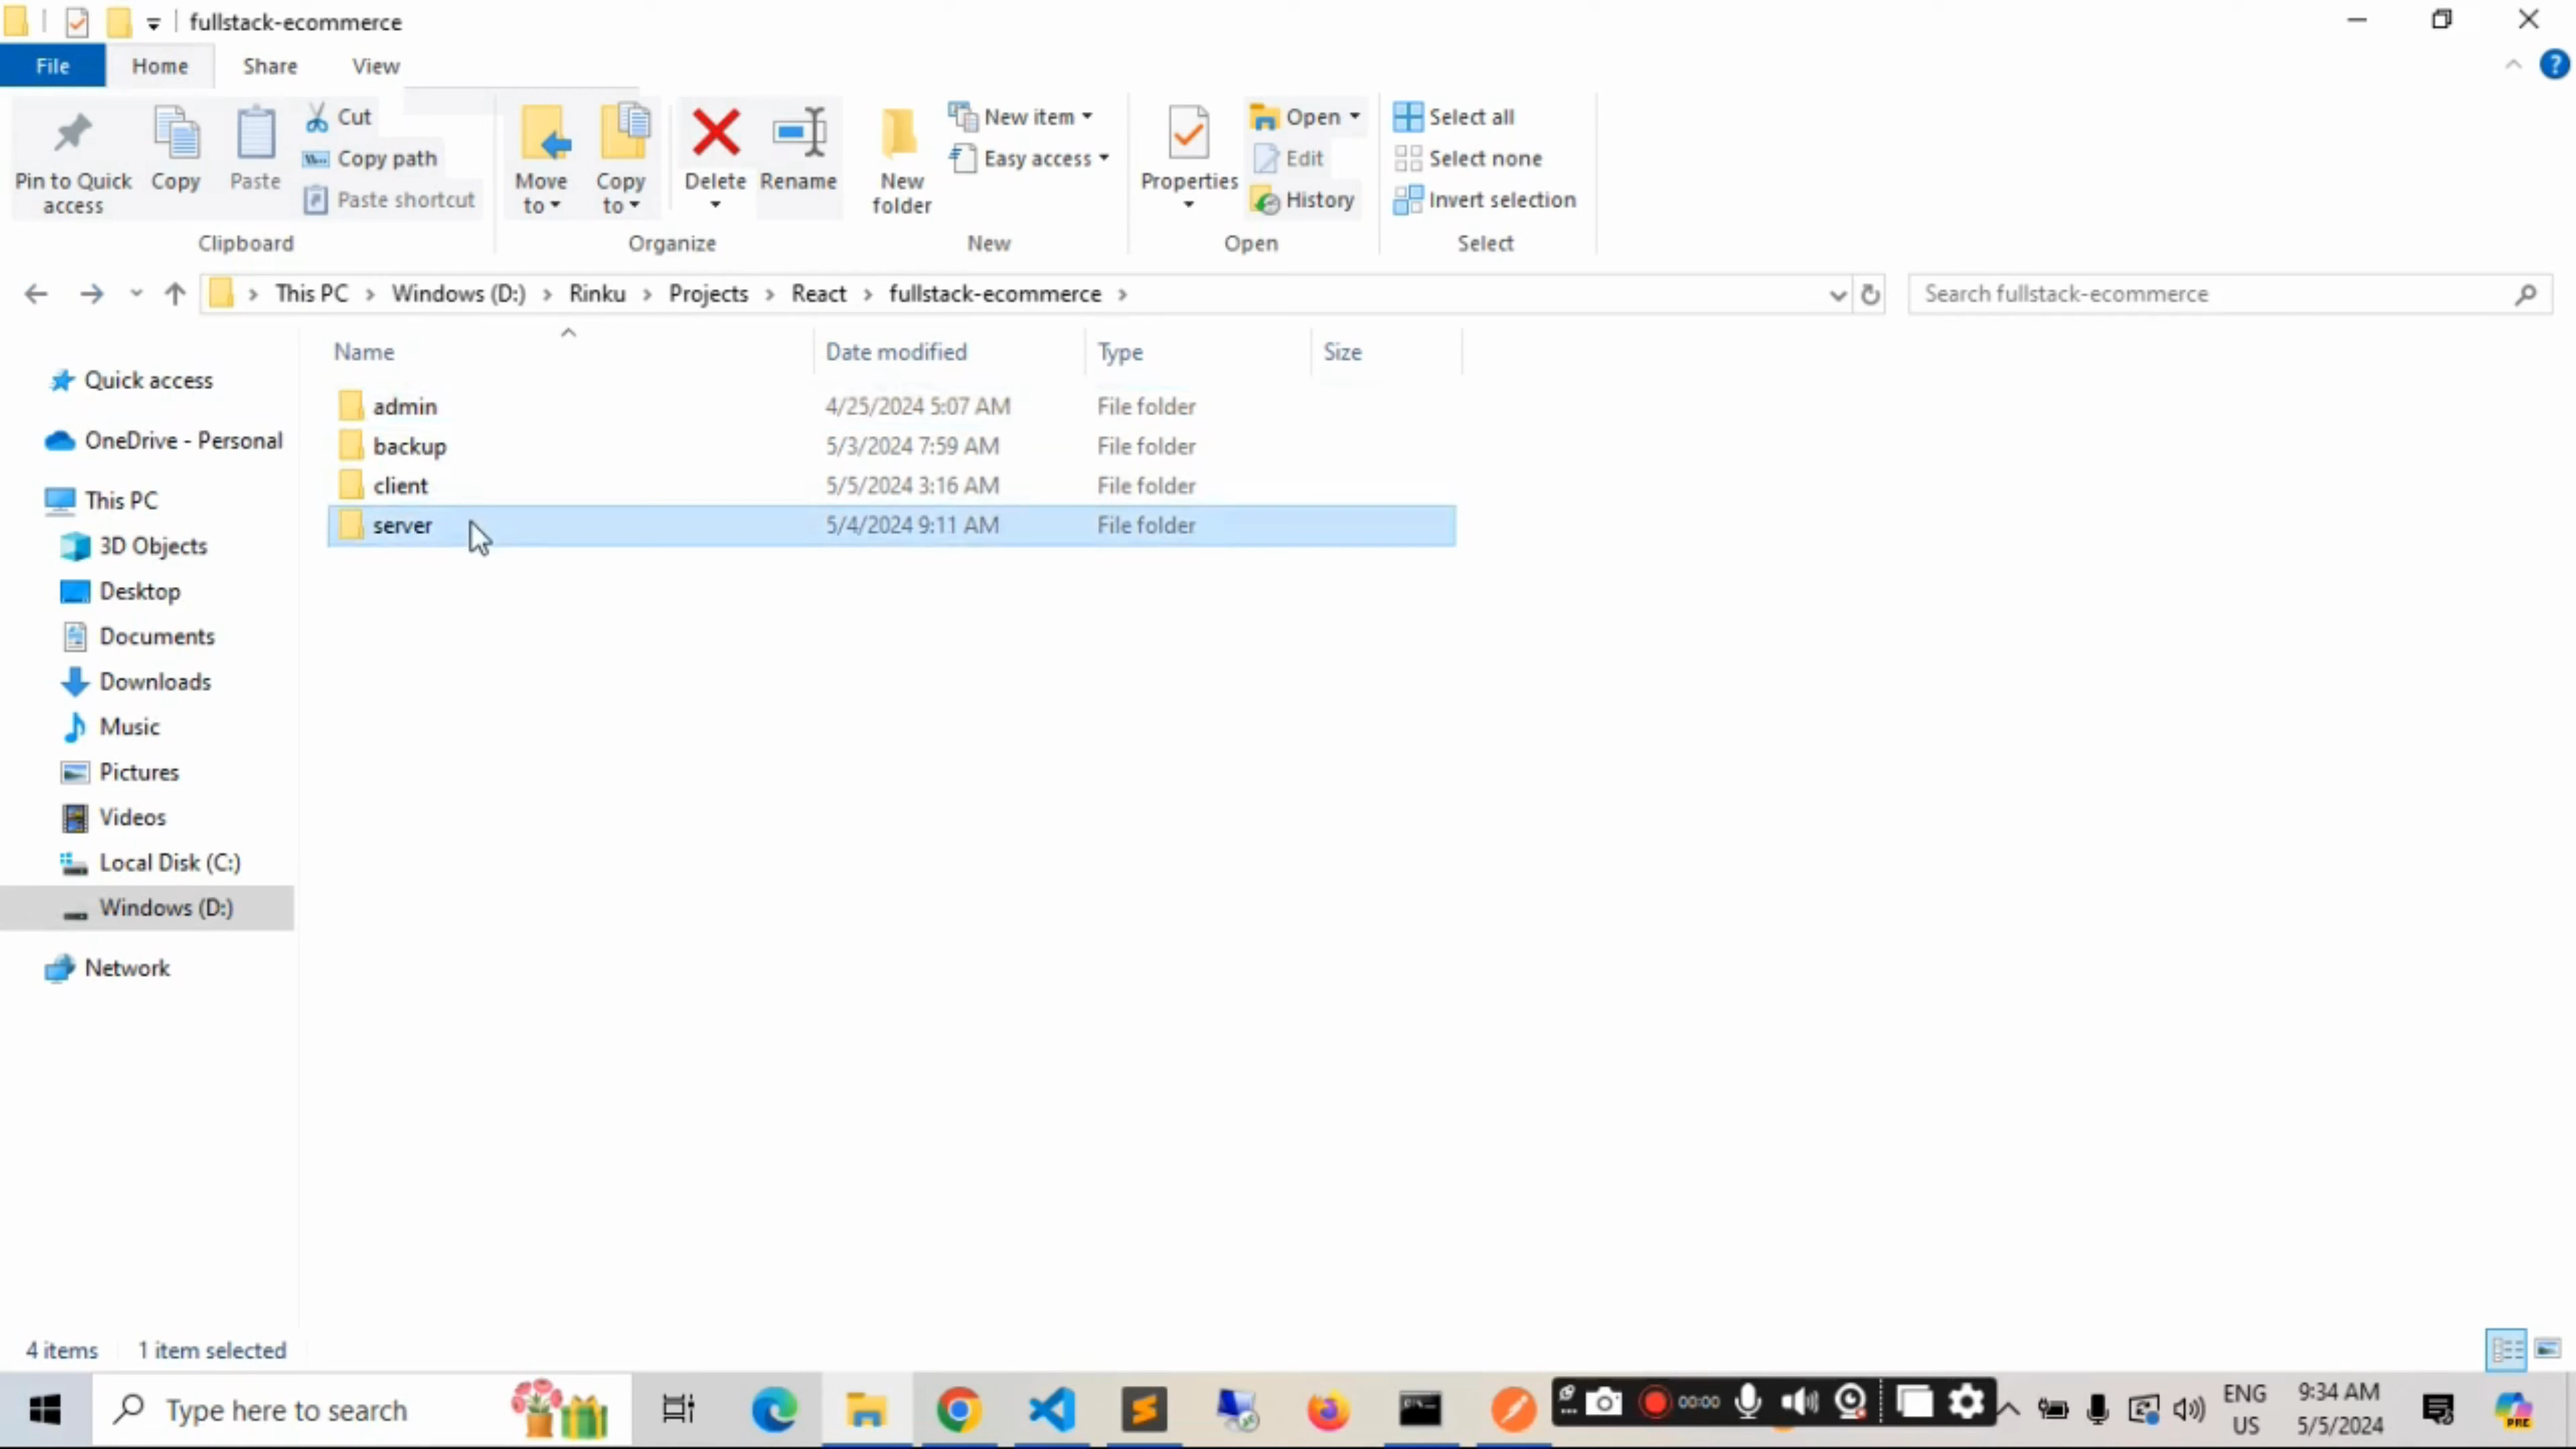 fullstack-ecommerce
File Home Share View
Pin to Quick access
Copy
Paste
Cut
Copy path
Paste shortcut
Clipboard
Move to
Copy to
Delete
Rename
Organize
New folder
New item
Easy access
New
Properties
Open
Edit
History
Open
Select all
Select none
Invert selection
Select
This PC > Windows (D:) > Rinku > Projects > React > fullstack-ecommerce >
Search fullstack-ecommerce
Quick access
OneDrive - Personal
This PC
3D Objects
Desktop
Documents
Downloads
Music
Pictures
Videos
Local Disk (C:)
Windows (D:)
Network
Name Date modified Type Size
admin 4/25/2024 5:07 AM File folder
backup 5/3/2024 7:59 AM File folder
client 5/5/2024 3:16 AM File folder
server 5/4/2024 9:11 AM File folder
4 items 1 item selected
Type here to search
00:00
ENG
US
9:34 AM
5/5/2024
PRE